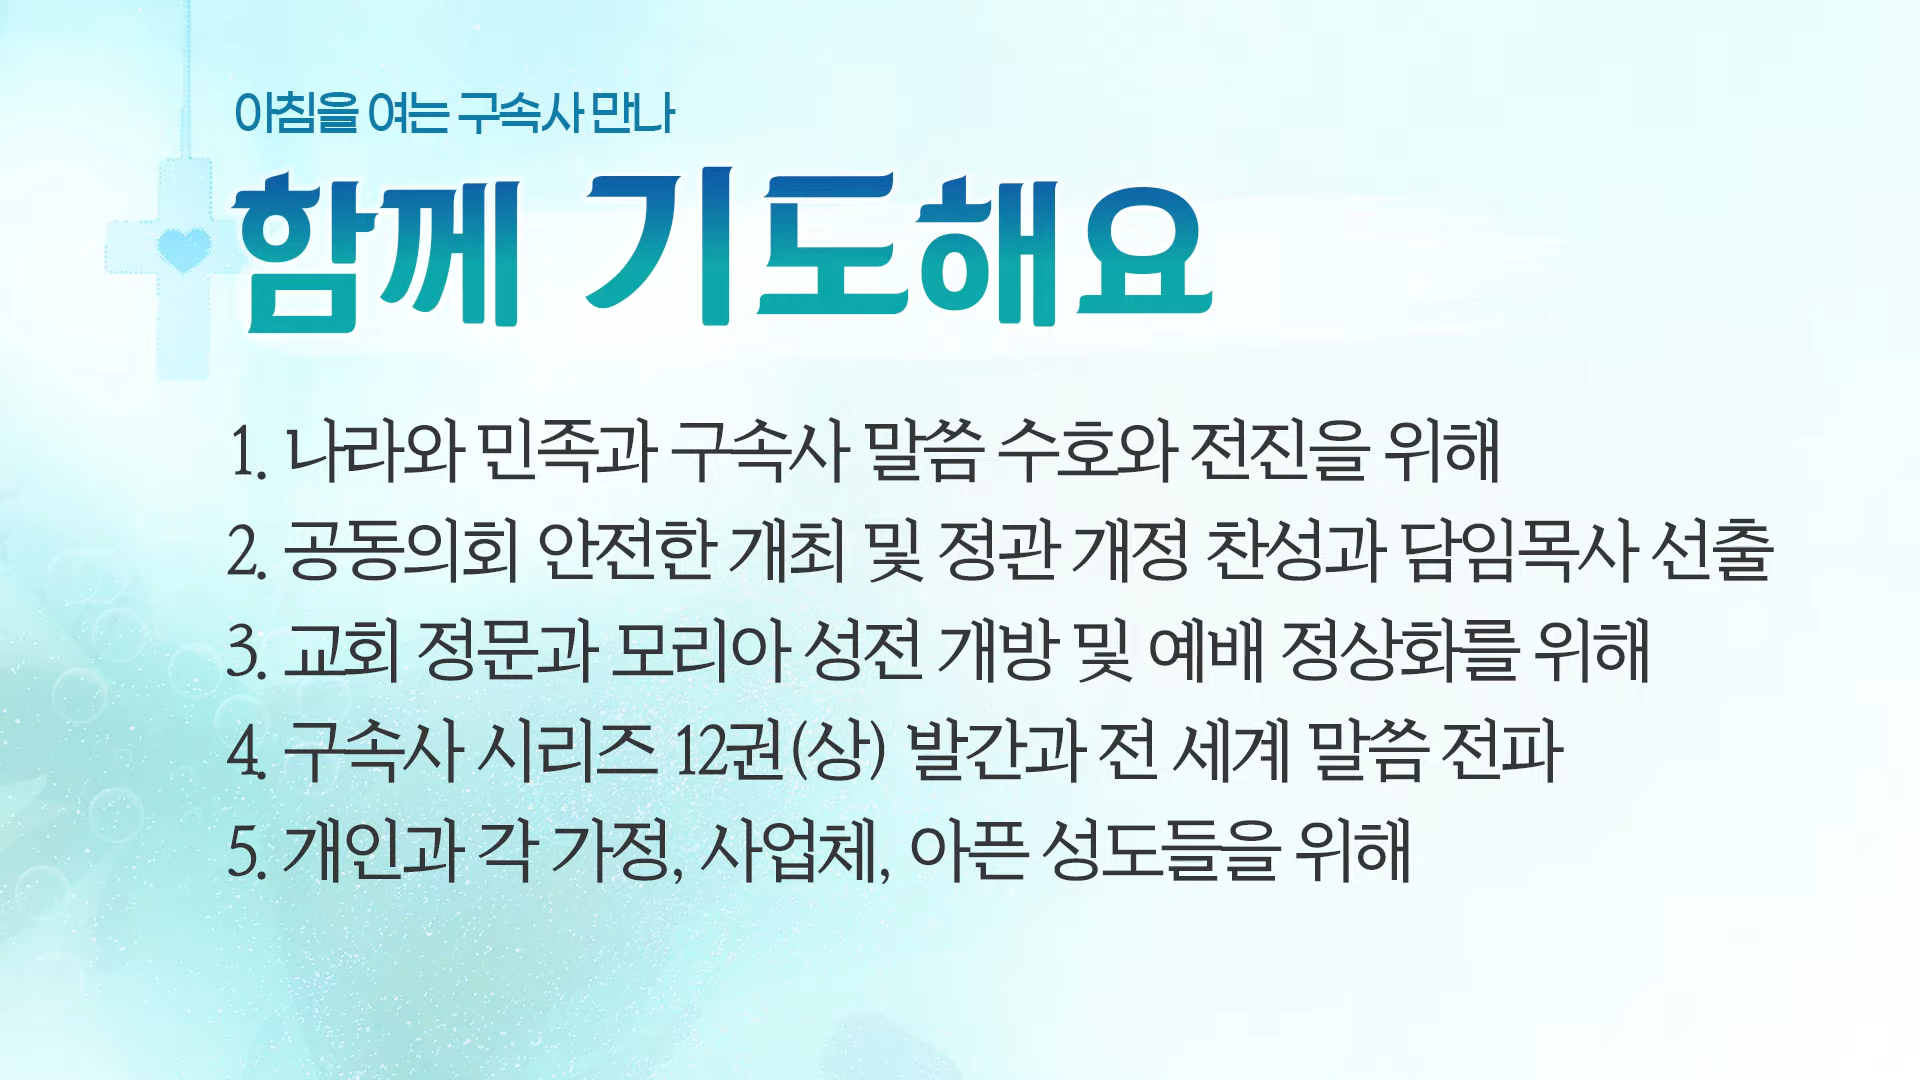 아침을 여는 구속사 만나
함께 기도해요
1. 나라와 민족과 구속사 말씀 수호와 전진을 위해
2. 공동의회 안전한 개최 및 정관 개정 찬성과 담임목사 선출
3. 교회 정문과 모리아 성전 개방 및 예배 정상화를 위해
4. 구속사 시리즈 12권(상) 발간과 전 세계 말씀 전파
5. 개인과 각 가정, 사업체, 아픈 성도들을 위해